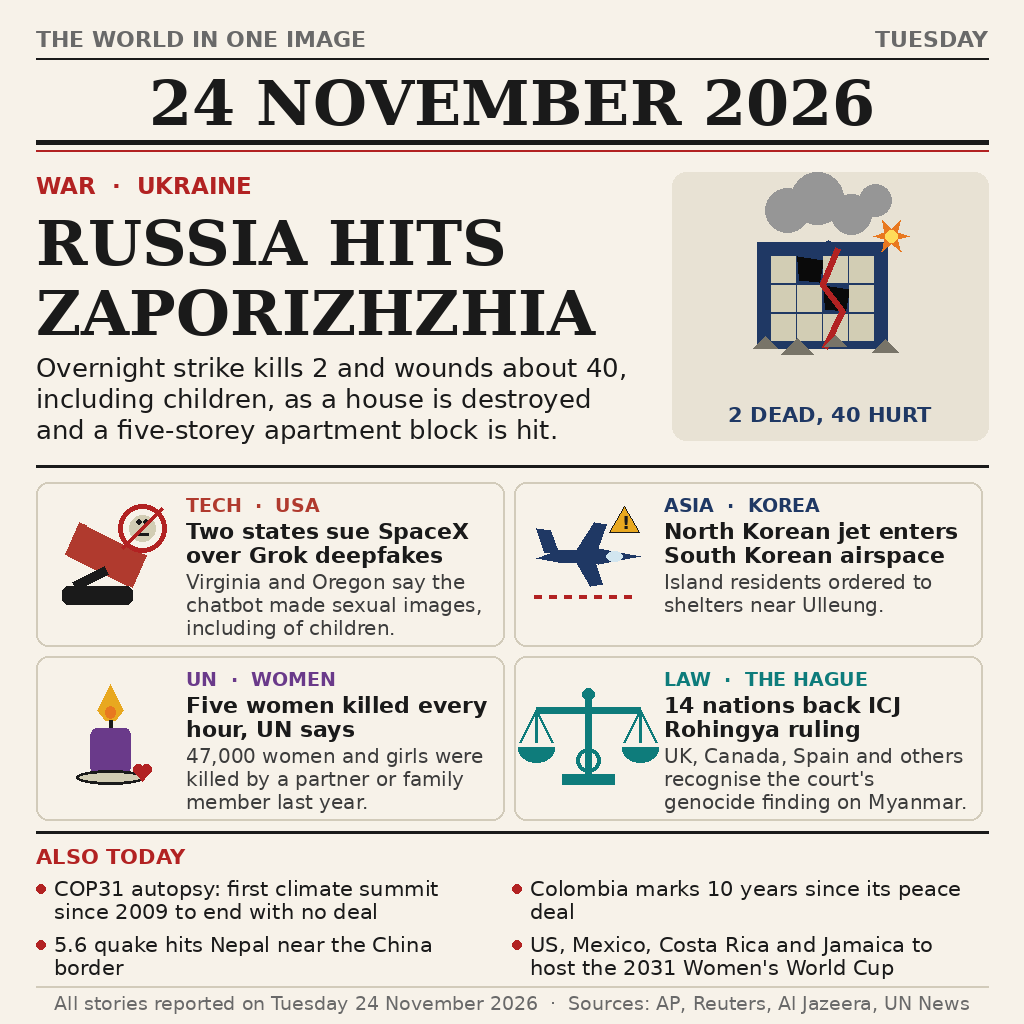 THE WORLD IN ONE IMAGE
TUESDAY
24 NOVEMBER 2026
WAR · UKRAINE
RUSSIA HITS
ZAPORIZHZHIA
Overnight strike kills 2 and wounds about 40,
including children, as a house is destroyed
and a five-storey apartment block is hit.
2 DEAD, 40 HURT
TECH · USA
Two states sue SpaceX
over Grok deepfakes
Virginia and Oregon say the
chatbot made sexual images,
including of children.
!
ASIA · KOREA
North Korean jet enters
South Korean airspace
Island residents ordered to
shelters near Ulleung.
UN · WOMEN
Five women killed every
hour, UN says
47,000 women and girls were
killed by a partner or family
member last year.
LAW · THE HAGUE
14 nations back ICJ
Rohingya ruling
UK, Canada, Spain and others
recognise the court's
genocide finding on Myanmar.
ALSO TODAY
COP31 autopsy: first climate summit
since 2009 to end with no deal
5.6 quake hits Nepal near the China
border
Colombia marks 10 years since its peace
deal
US, Mexico, Costa Rica and Jamaica to
host the 2031 Women's World Cup
All stories reported on Tuesday 24 November 2026 · Sources: AP, Reuters, Al Jazeera, UN News